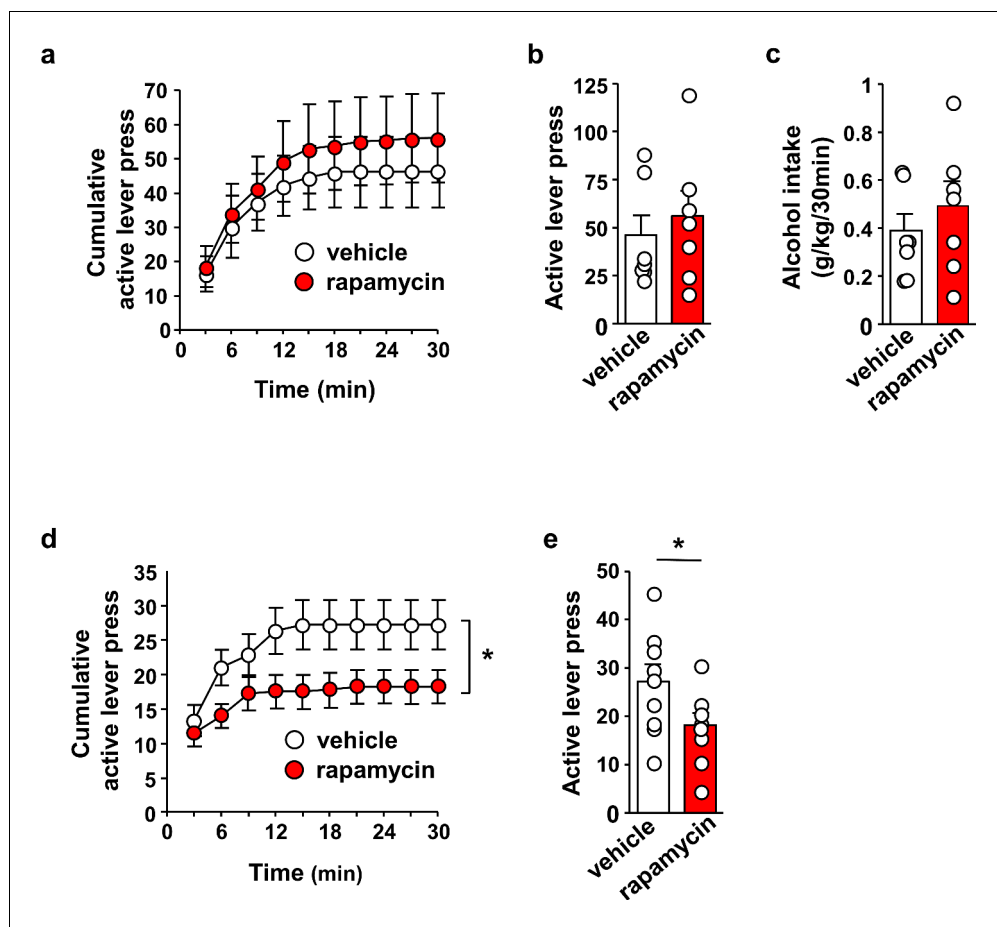 a
Cumulative
active lever press
70
60
50
40
30
20
10
0
0
6
12
18
24
30
Time (min)
vehicle
rapamycin
b
Active lever press
125
100
75
50
25
0
vehicle
rapamycin
c
Alcohol intake
(g/kg/30min)
1
0.8
0.6
0.4
0.2
0
vehicle
rapamycin
d
Cumulative
active lever press
35
30
25
20
15
10
5
0
0
6
12
18
24
30
Time (min)
vehicle
rapamycin
*
e
Active lever press
50
40
30
20
10
0
*
vehicle
rapamycin